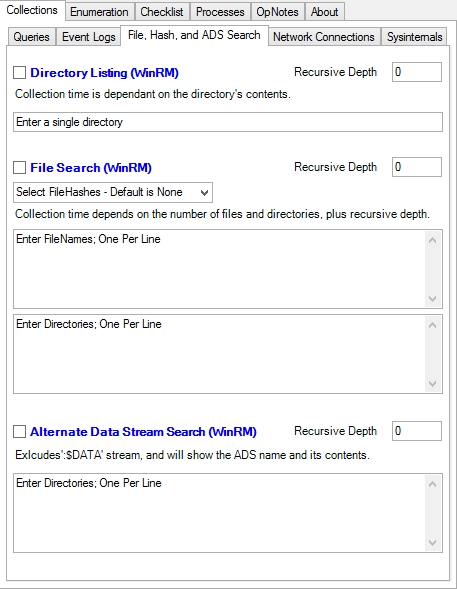 Collections Enumeration Checklist Processes OpNotes About
Queries Event Logs File, Hash, and ADS Search Network Connections Sysinternals
Directory Listing (WinRM) Recursive Depth 0
Collection time is dependant on the directory's contents.
Enter a single directory
File Search (WinRM) Recursive Depth 0
Select FileHashes - Default is None
Collection time depends on the number of files and directories, plus recursive depth.
Enter FileNames; One Per Line
Enter Directories; One Per Line
Alternate Data Stream Search (WinRM) Recursive Depth 0
Exlcudes':$DATA' stream, and will show the ADS name and its contents.
Enter Directories; One Per Line